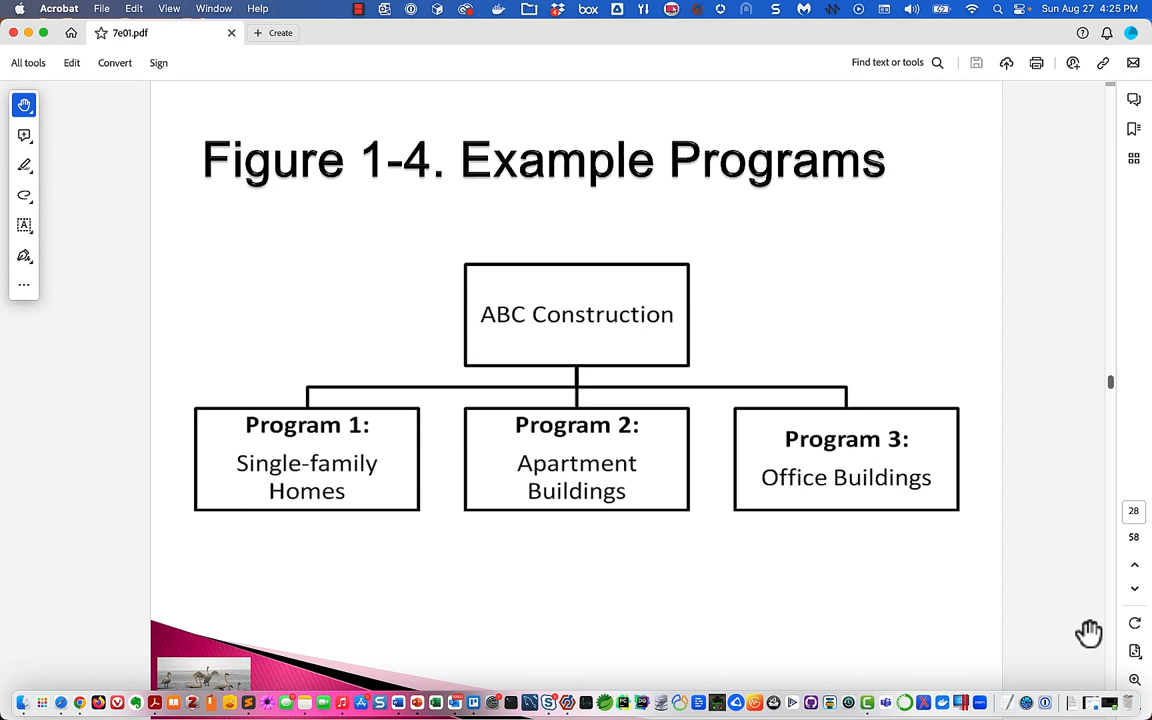 Acrobat File Edit View Window Help
box
Sun Aug 27 4:25 PM
7e01.pdf
+ Create
All tools Edit Convert Sign
Find text or tools
Figure 1-4. Example Programs
ABC Construction
Program 1:
Single-family
Homes
Program 2:
Apartment
Buildings
Program 3:
Office Buildings
28
58